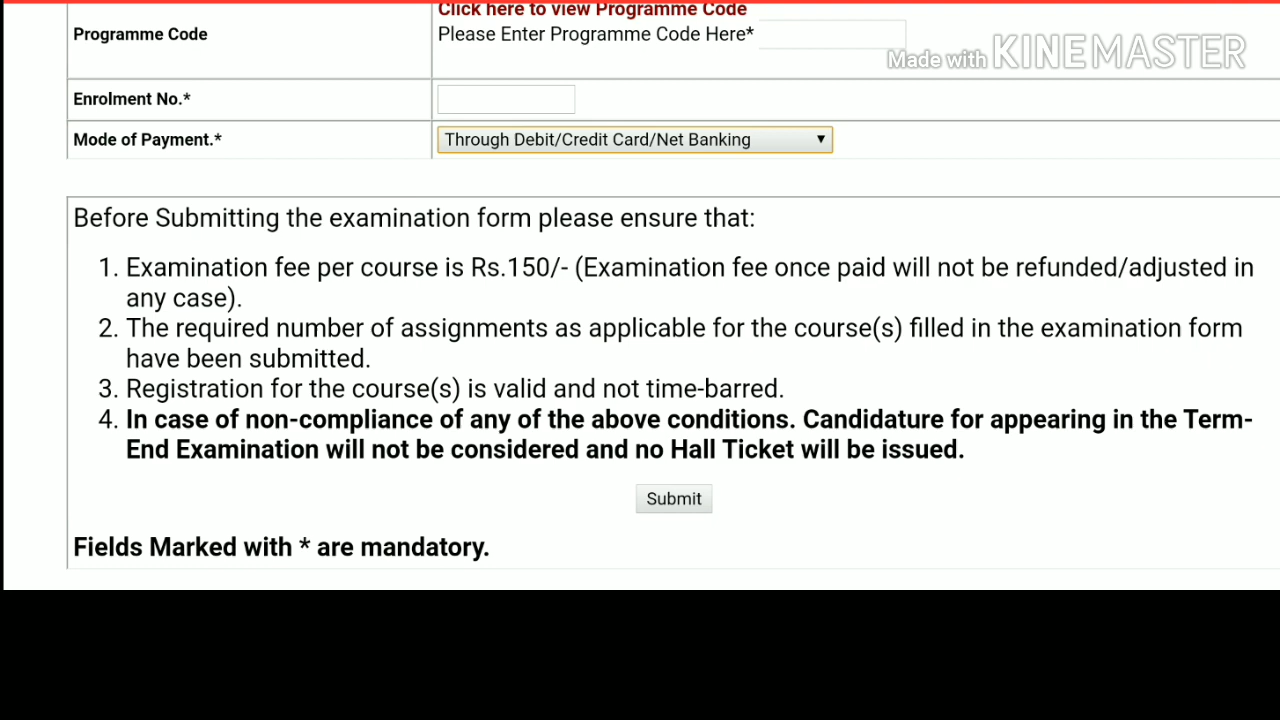 Click here to view Programme Code
Programme Code
Please Enter Programme Code Here*
Made with KINEMASTER
Enrolment No.*
Mode of Payment.*
Through Debit/Credit Card/Net Banking
Before Submitting the examination form please ensure that:
1. Examination fee per course is Rs.150/- (Examination fee once paid will not be refunded/adjusted in
any case).
2. The required number of assignments as applicable for the course(s) filled in the examination form
have been submitted.
3. Registration for the course(s) is valid and not time-barred.
4. In case of non-compliance of any of the above conditions. Candidature for appearing in the Term-
End Examination will not be considered and no Hall Ticket will be issued.
Submit
Fields Marked with * are mandatory.